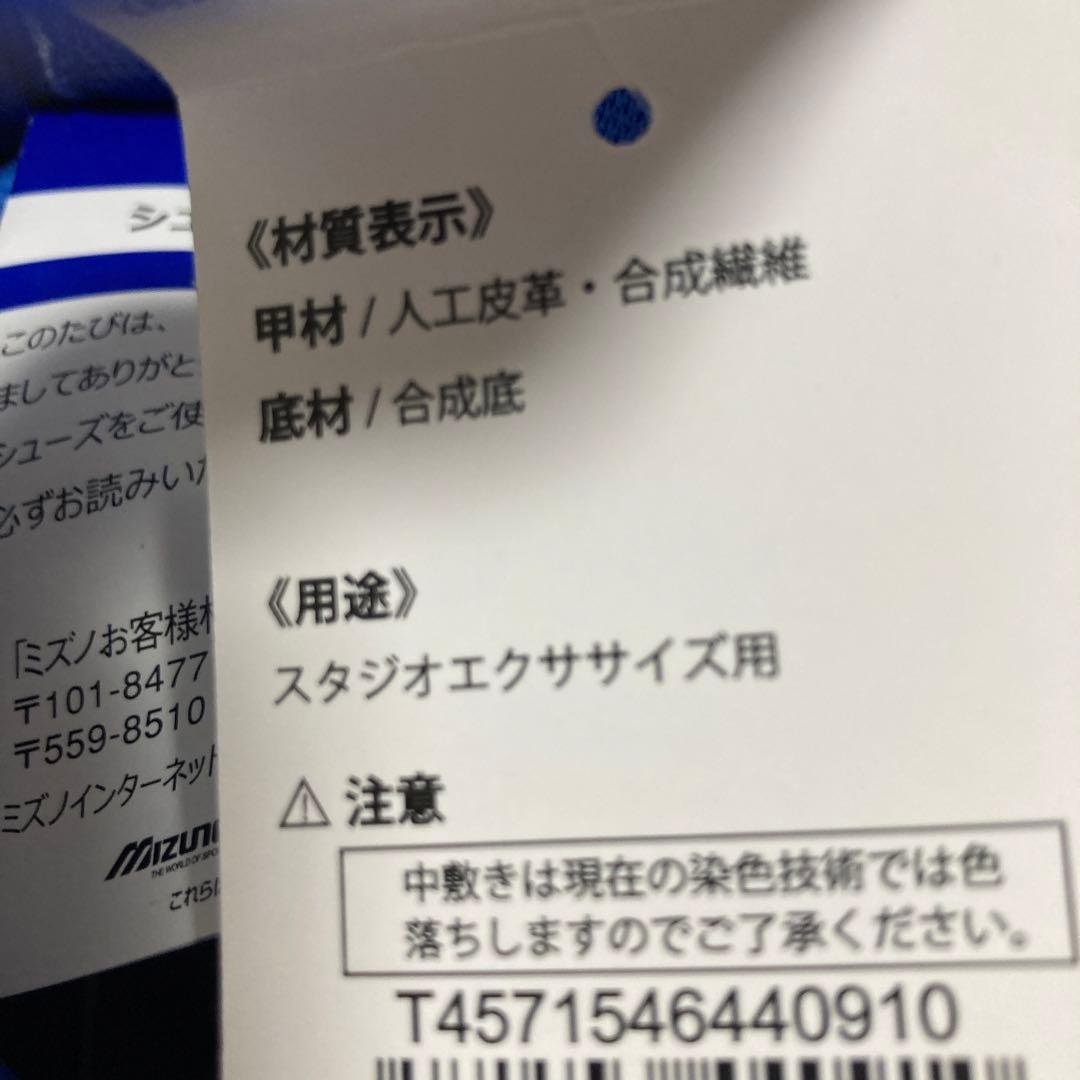 《材質表示》
甲材 / 人工皮革・合成繊維
底材 / 合成底
《用途》
スタジオエクササイズ用
⚠ 注意
中敷きは現在の染色技術では色
落ちしますのでご了承ください。
T4571546440910
シュ
このたびは、
ましてありがと
シューズをご使
必ずお読みいた
「ミズノお客様相
〒101-8477
〒559-8510
ミズノインターネット
MIZUNO
THE WORLD OF SPO
これらに